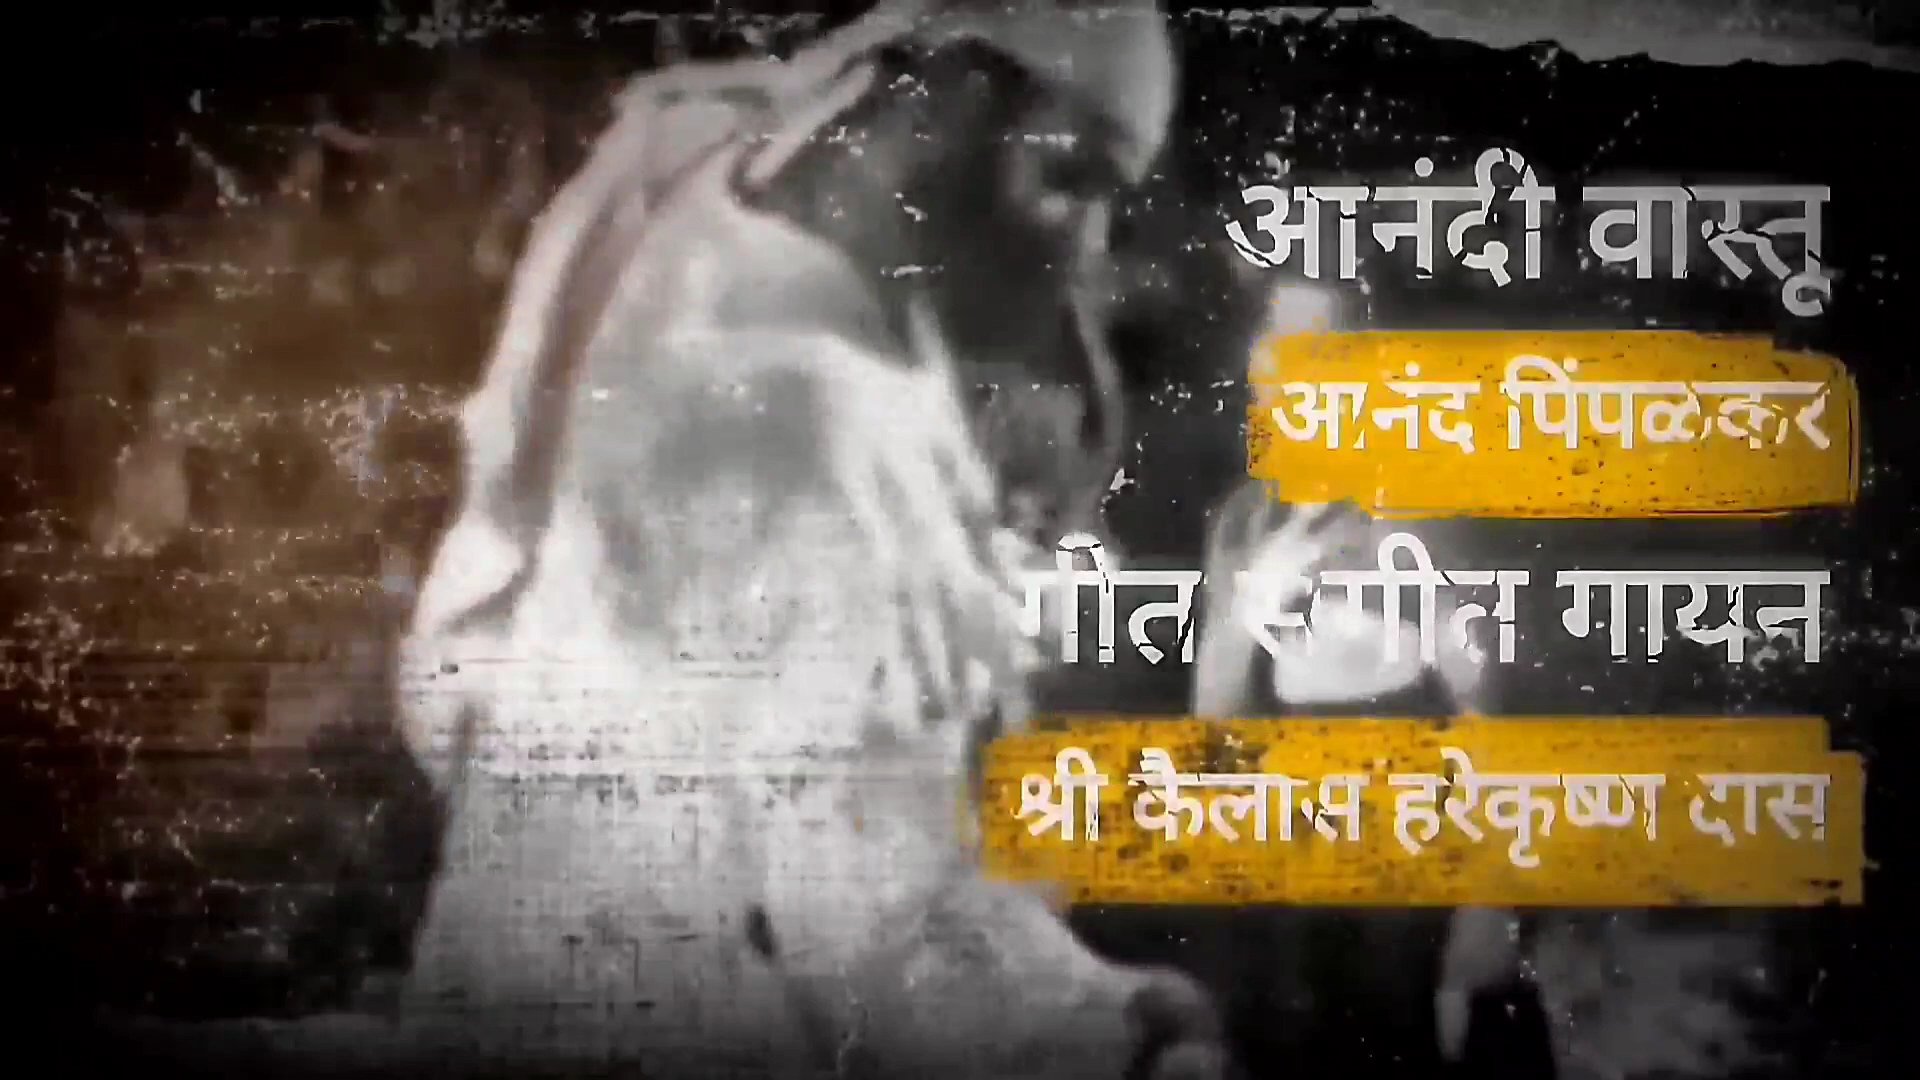 आनंदी वास्तू
आनंद पिंपळकर
गीत संगीत गायन
श्री कैलास हरेकृष्ण दास